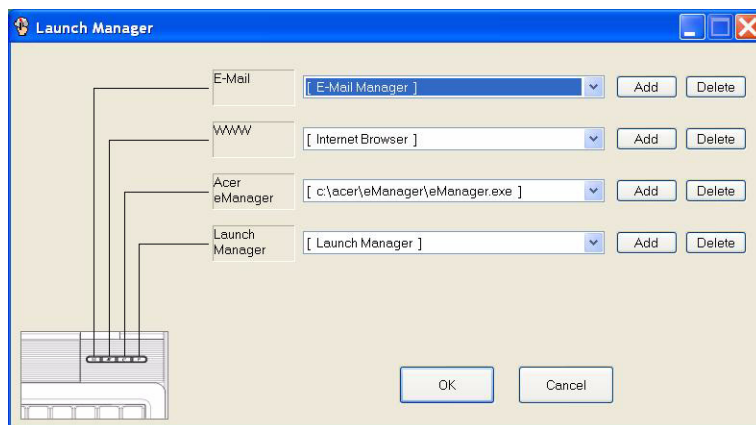 Launch Manager
E-Mail
[ E-Mail Manager ]
Add
Delete
WWW
[ Internet Browser ]
Add
Delete
Acer
eManager
[ c:\acer\eManager\eManager.exe ]
Add
Delete
Launch
Manager
[ Launch Manager ]
Add
Delete
OK
Cancel